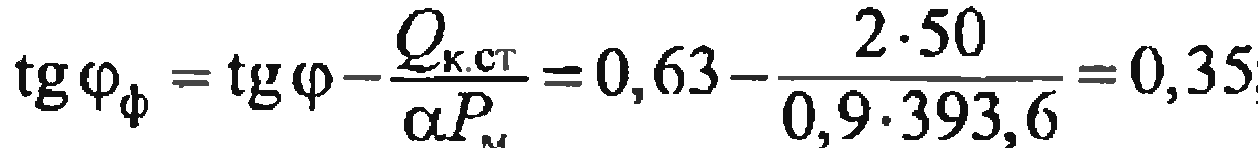 tg φ_ф = tg φ − Q_к.ст / αP_м = 0,63 − 2·50 / 0,9·393,6 = 0,35;